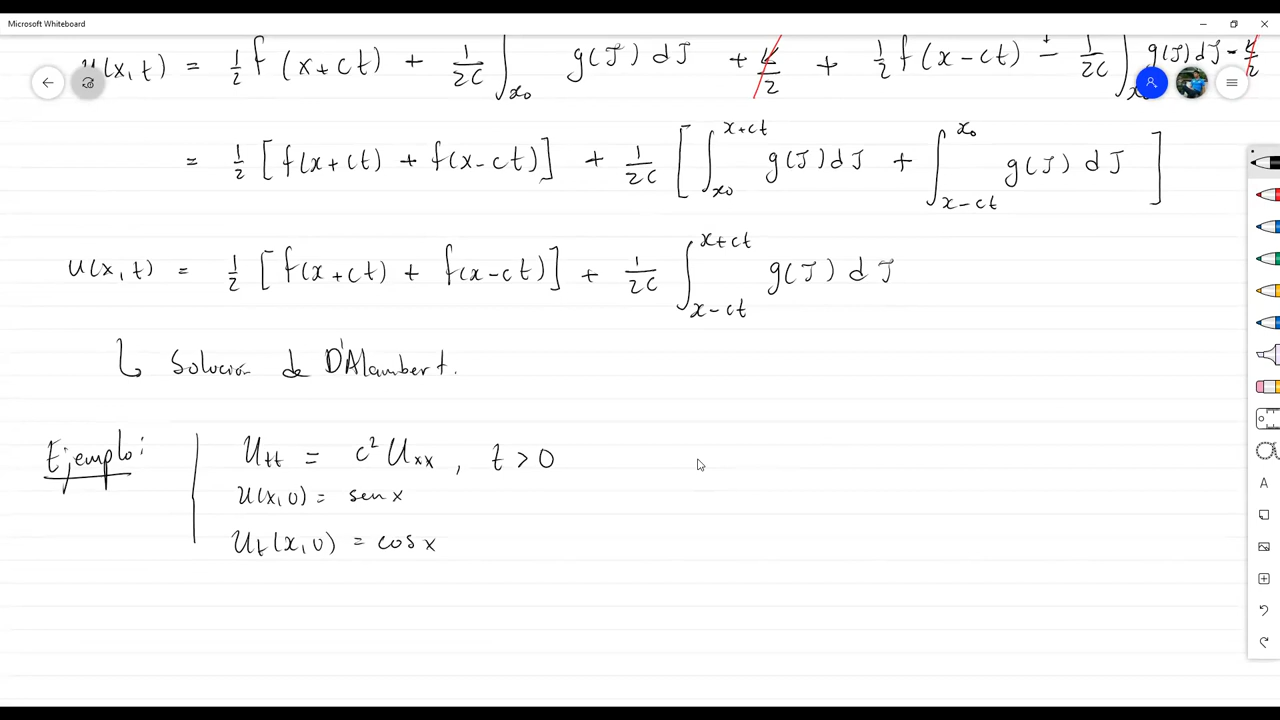 Microsoft Whiteboard
u(x,t) = 1/2 f(x+ct) + 1/2c ∫_{x0} g(J) dJ + K/2 + 1/2 f(x-ct) - 1/2c ∫_{x0} g(J) dJ - K/2
= 1/2 [f(x+ct) + f(x-ct)] + 1/2c [∫_{x0}^{x+ct} g(J) dJ + ∫_{x-ct}^{x0} g(J) dJ]
u(x,t) = 1/2 [f(x+ct) + f(x-ct)] + 1/2c ∫_{x-ct}^{x+ct} g(J) dJ
Solución de D'Alambert.
Ejemplo: Utt = c² Uxx, t > 0
u(x,0) = sen x
Ut(x,0) = cos x